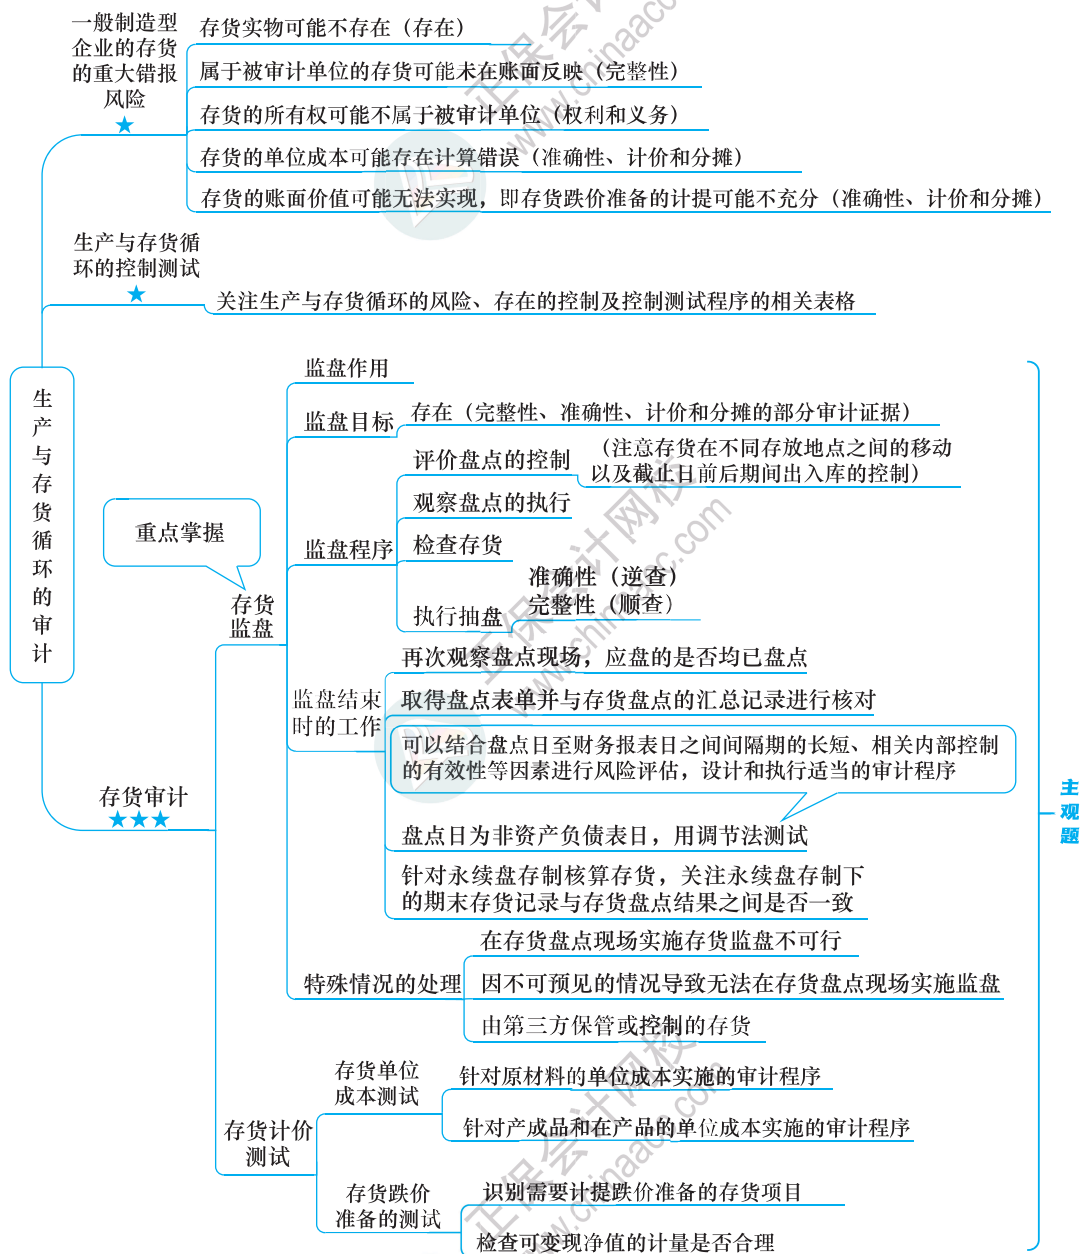 一般制造型
企业的存货
的重大错报
风险
★
存货实物可能不存在（存在）
属于被审计单位的存货可能未在账面反映（完整性）
存货的所有权可能不属于被审计单位（权利和义务）
存货的单位成本可能存在计算错误（准确性、计价和分摊）
存货的账面价值可能无法实现，即存货跌价准备的计提可能不充分（准确性、计价和分摊）
生产与存货循
环的控制测试
★
关注生产与存货循环的风险、存在的控制及控制测试程序的相关表格
生产与存货循环的审计
重点掌握
存货
监盘
监盘作用
监盘目标
存在（完整性、准确性、计价和分摊的部分审计证据）
监盘程序
评价盘点的控制
（注意存货在不同存放地点之间的移动
以及截止日前后期间出入库的控制）
观察盘点的执行
检查存货
执行抽盘
准确性（逆查）
完整性（顺查）
监盘结束
时的工作
再次观察盘点现场，应盘的是否均已盘点
取得盘点表单并与存货盘点的汇总记录进行核对
可以结合盘点日至财务报表日之间间隔期的长短、相关内部控制
的有效性等因素进行风险评估，设计和执行适当的审计程序
盘点日为非资产负债表日，用调节法测试
针对永续盘存制核算存货，关注永续盘存制下
的期末存货记录与存货盘点结果之间是否一致
特殊情况的处理
在存货盘点现场实施存货监盘不可行
因不可预见的情况导致无法在存货盘点现场实施监盘
由第三方保管或控制的存货
存货审计
★★★
存货计价
测试
存货单位
成本测试
针对原材料的单位成本实施的审计程序
针对产成品和在产品的单位成本实施的审计程序
存货跌价
准备的测试
识别需要计提跌价准备的存货项目
检查可变现净值的计量是否合理
主观题
正保会计网校
www.chinaacc.com